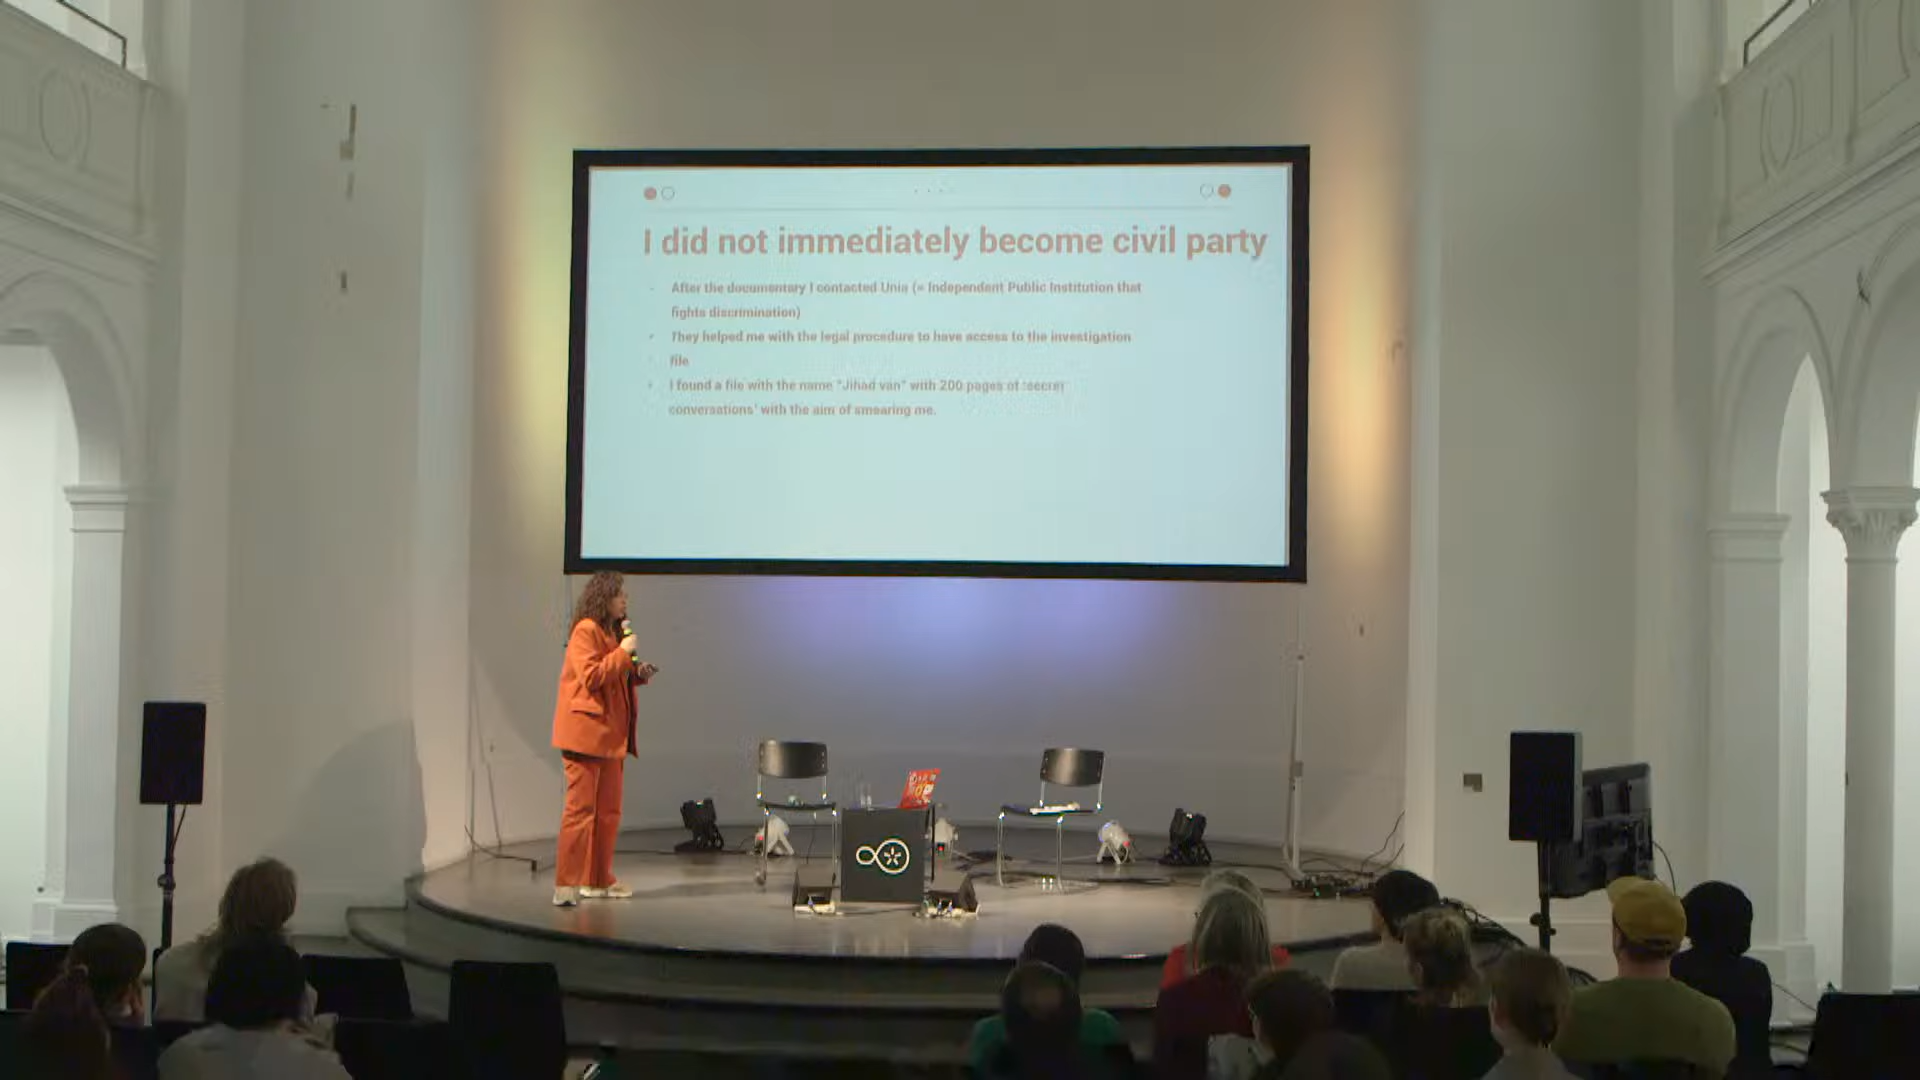 I did not immediately become civil party
After the documentary I contacted Unia (= Independent Public Institution that
fights discrimination)
They helped me with the legal procedure to have access to the investigation
file
I found a file with the name "Jihad van" with 200 pages of 'secret
conversations' with the aim of smearing me.